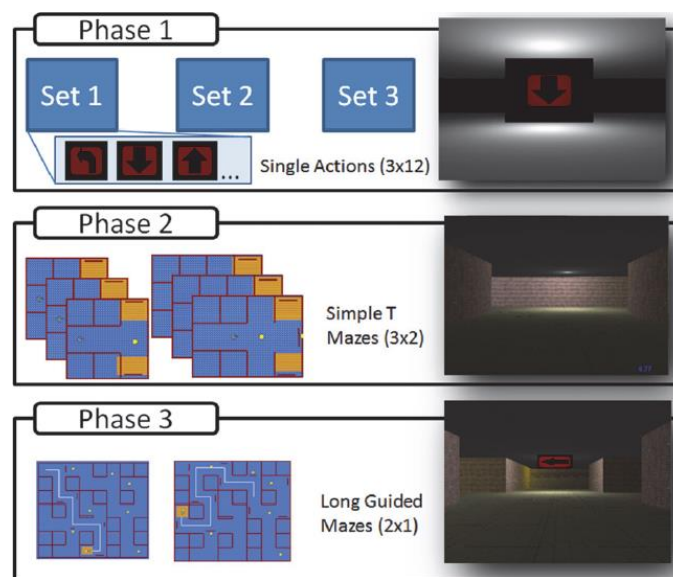 Phase 1
Set 1
Set 2
Set 3
...
Single Actions (3x12)
Phase 2
Simple T
Mazes (3x2)
Phase 3
Long Guided
Mazes (2x1)